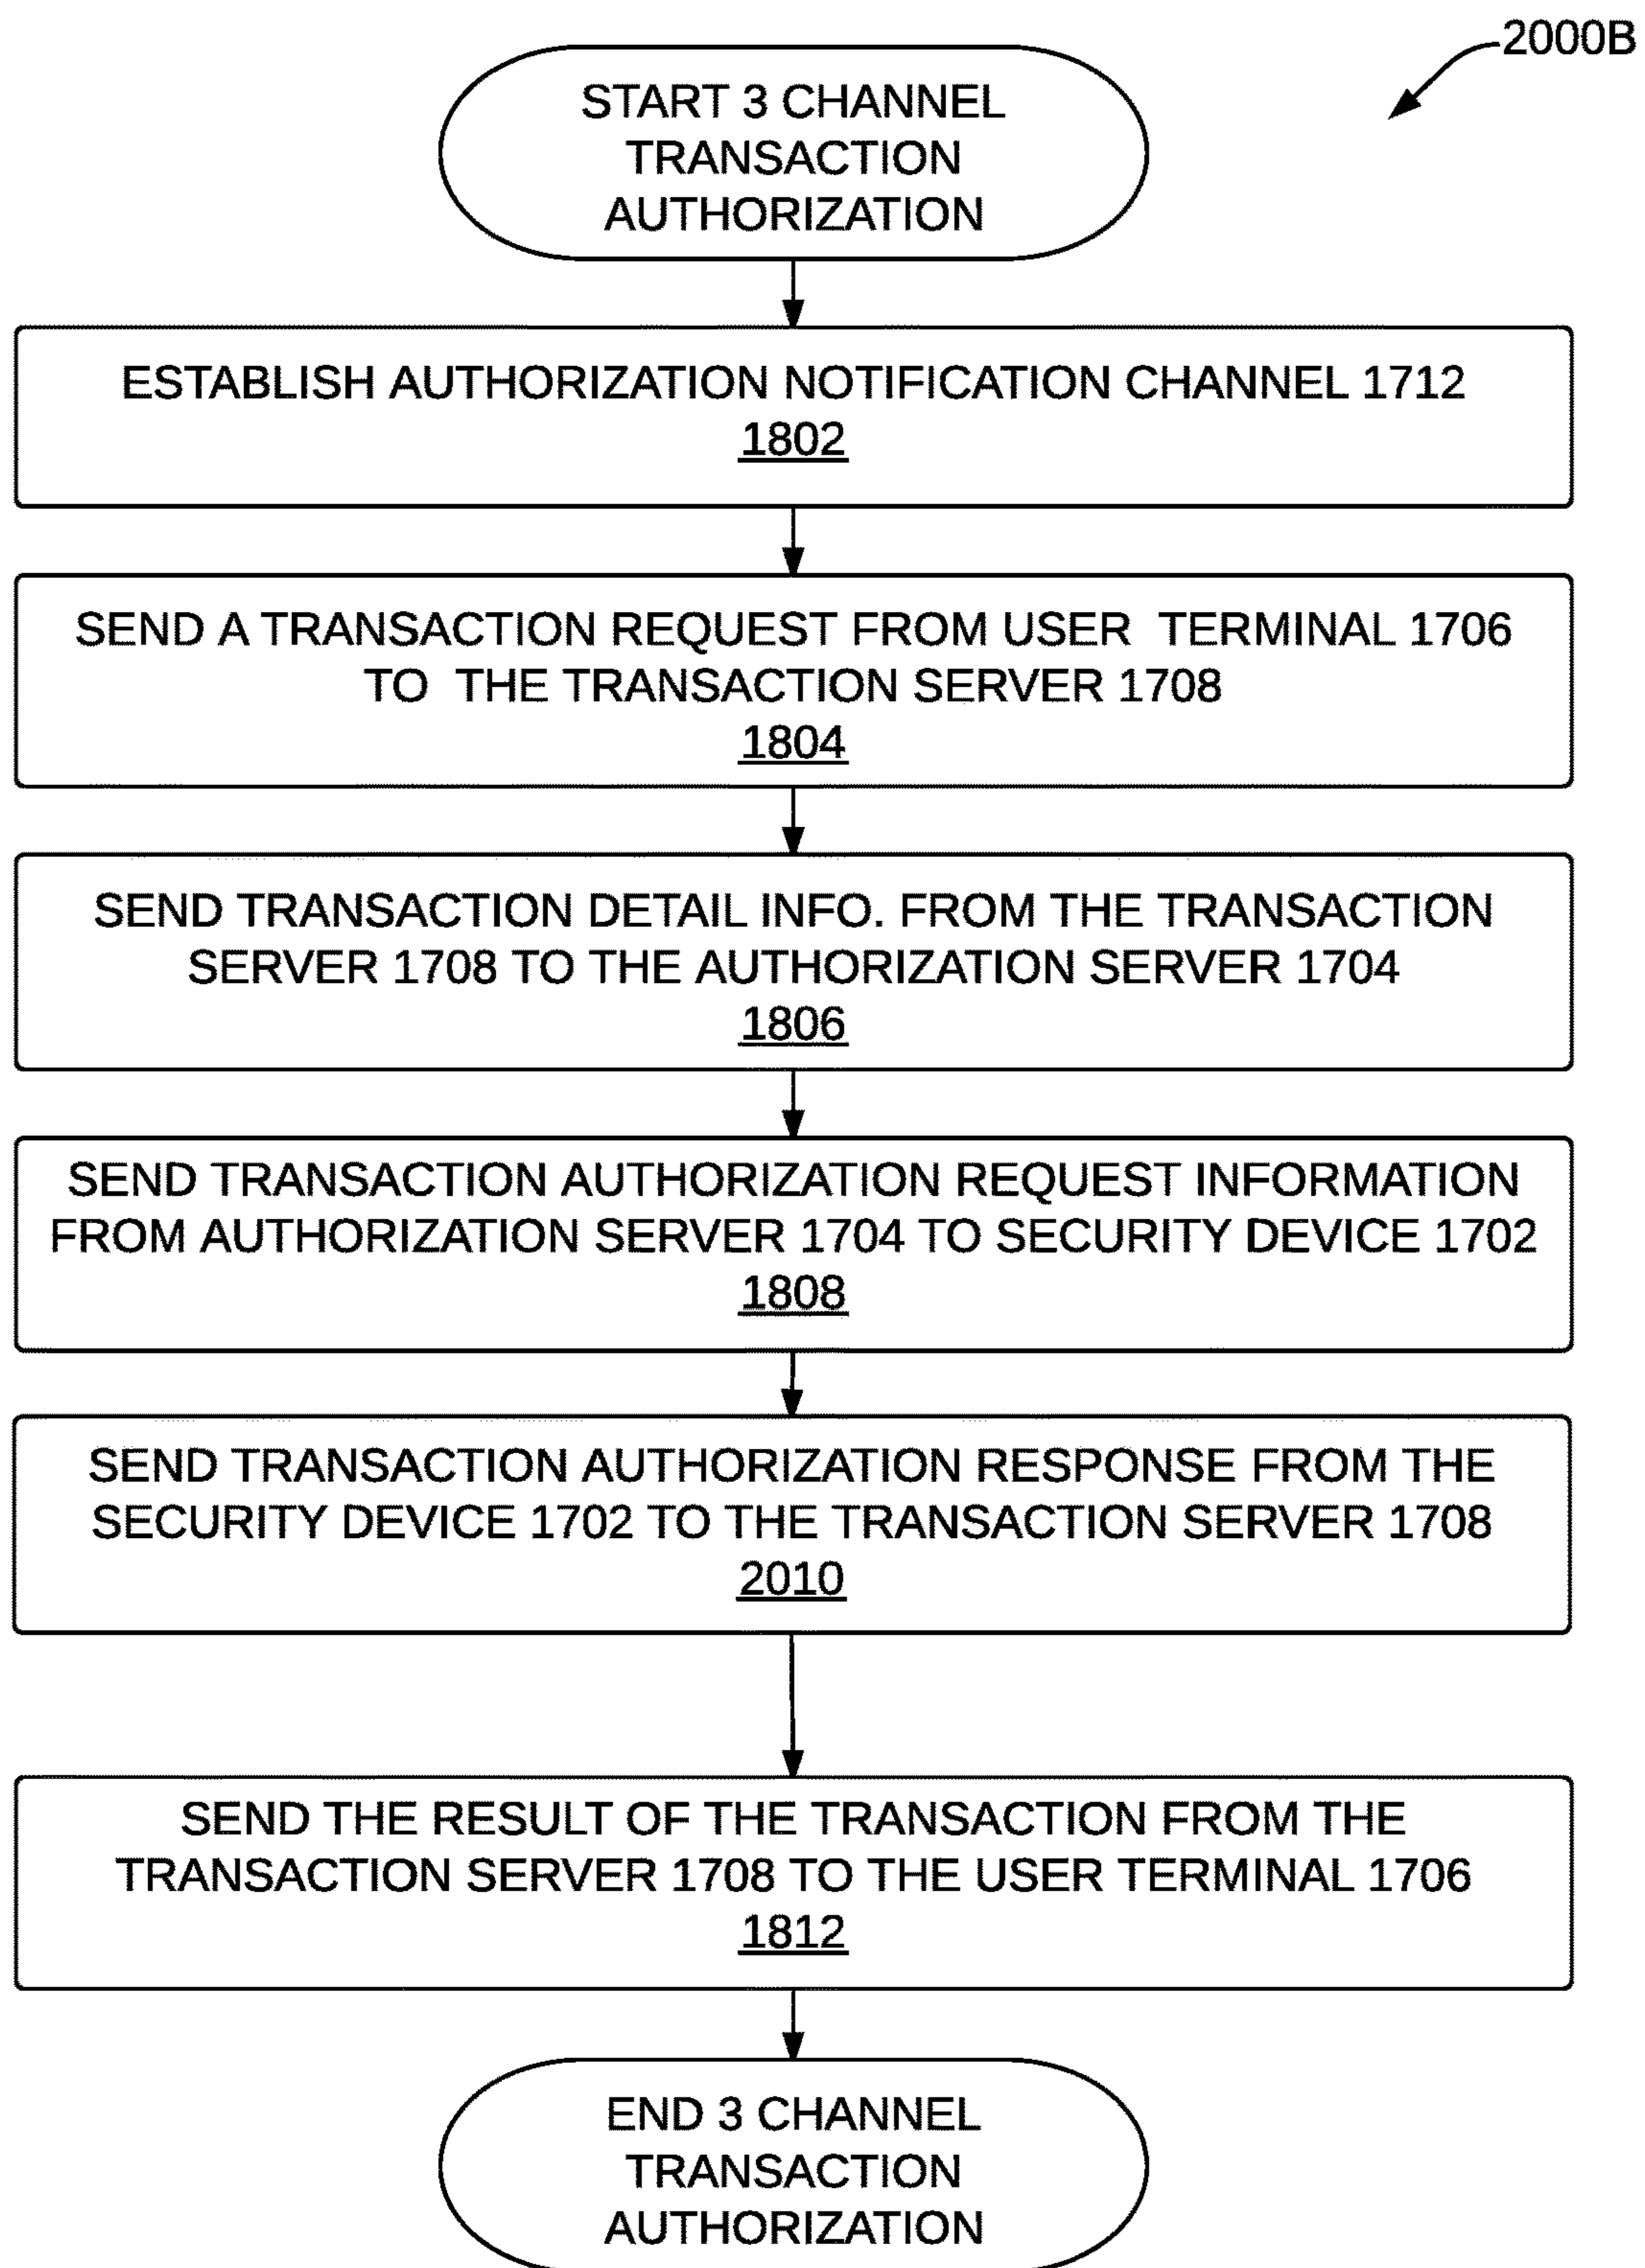 2000B
START 3 CHANNEL
TRANSACTION
AUTHORIZATION
ESTABLISH AUTHORIZATION NOTIFICATION CHANNEL 1712
1802
SEND A TRANSACTION REQUEST FROM USER TERMINAL 1706
TO THE TRANSACTION SERVER 1708
1804
SEND TRANSACTION DETAIL INFO. FROM THE TRANSACTION
SERVER 1708 TO THE AUTHORIZATION SERVER 1704
1806
SEND TRANSACTION AUTHORIZATION REQUEST INFORMATION
FROM AUTHORIZATION SERVER 1704 TO SECURITY DEVICE 1702
1808
SEND TRANSACTION AUTHORIZATION RESPONSE FROM THE
SECURITY DEVICE 1702 TO THE TRANSACTION SERVER 1708
2010
SEND THE RESULT OF THE TRANSACTION FROM THE
TRANSACTION SERVER 1708 TO THE USER TERMINAL 1706
1812
END 3 CHANNEL
TRANSACTION
AUTHORIZATION